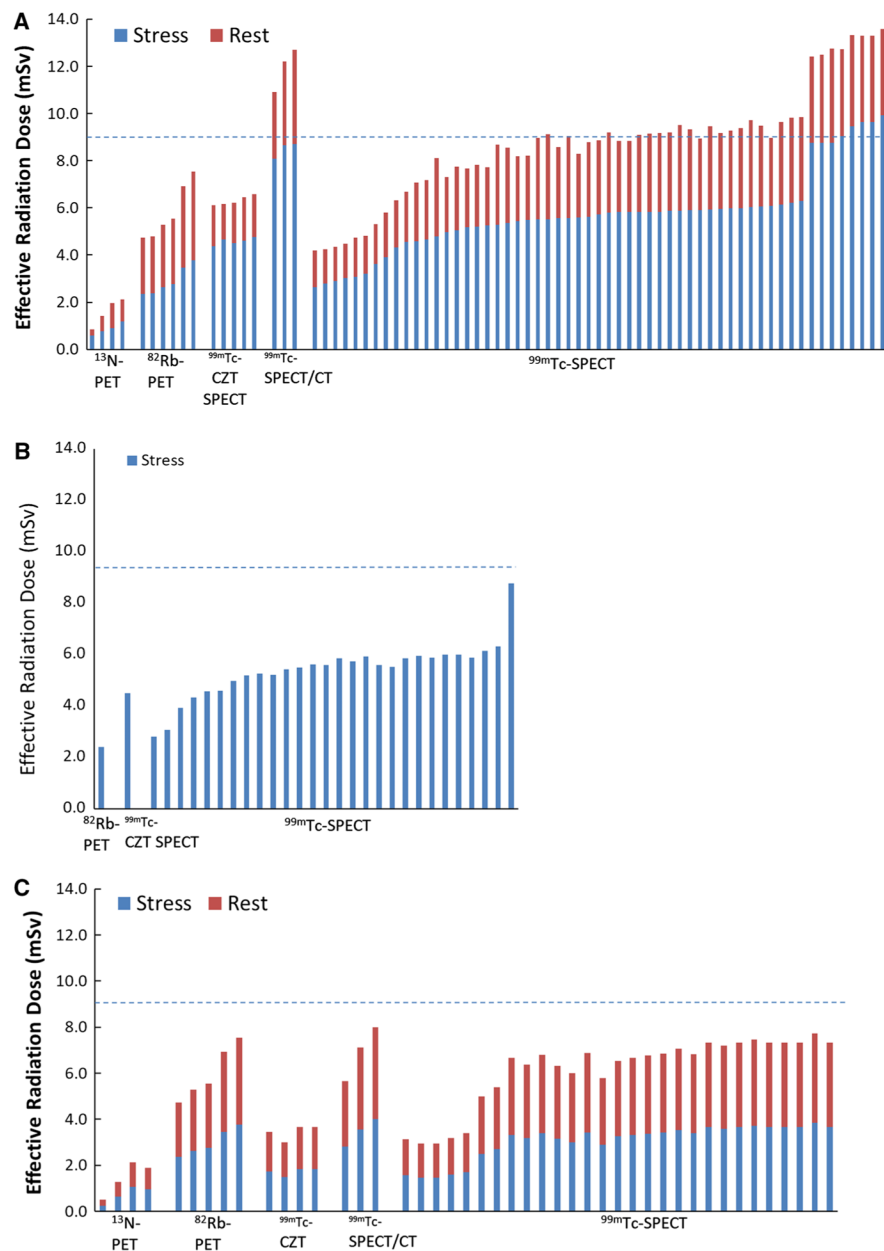 A
Stress Rest
Effective Radiation Dose (mSv)
14.0
12.0
10.0
8.0
6.0
4.0
2.0
0.0
¹³N-
PET
⁸²Rb-
PET
⁹⁹ᵐTc-
CZT
SPECT
⁹⁹ᵐTc-
SPECT/CT
⁹⁹ᵐTc-SPECT
B
Stress
Effective Radiation Dose (mSv)
14.0
12.0
10.0
8.0
6.0
4.0
2.0
0.0
⁸²Rb-
PET
⁹⁹ᵐTc-
CZT SPECT
⁹⁹ᵐTc-SPECT
C
Stress Rest
Effective Radiation Dose (mSv)
14.0
12.0
10.0
8.0
6.0
4.0
2.0
0.0
¹³N-
PET
⁸²Rb-
PET
⁹⁹ᵐTc-
CZT
⁹⁹ᵐTc-
SPECT/CT
⁹⁹ᵐTc-SPECT